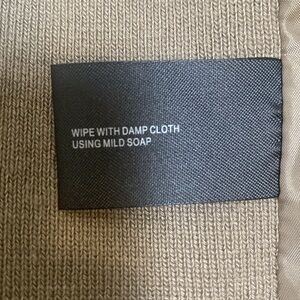 WIPE WITH DAMP CLOTH
USING MILD SOAP